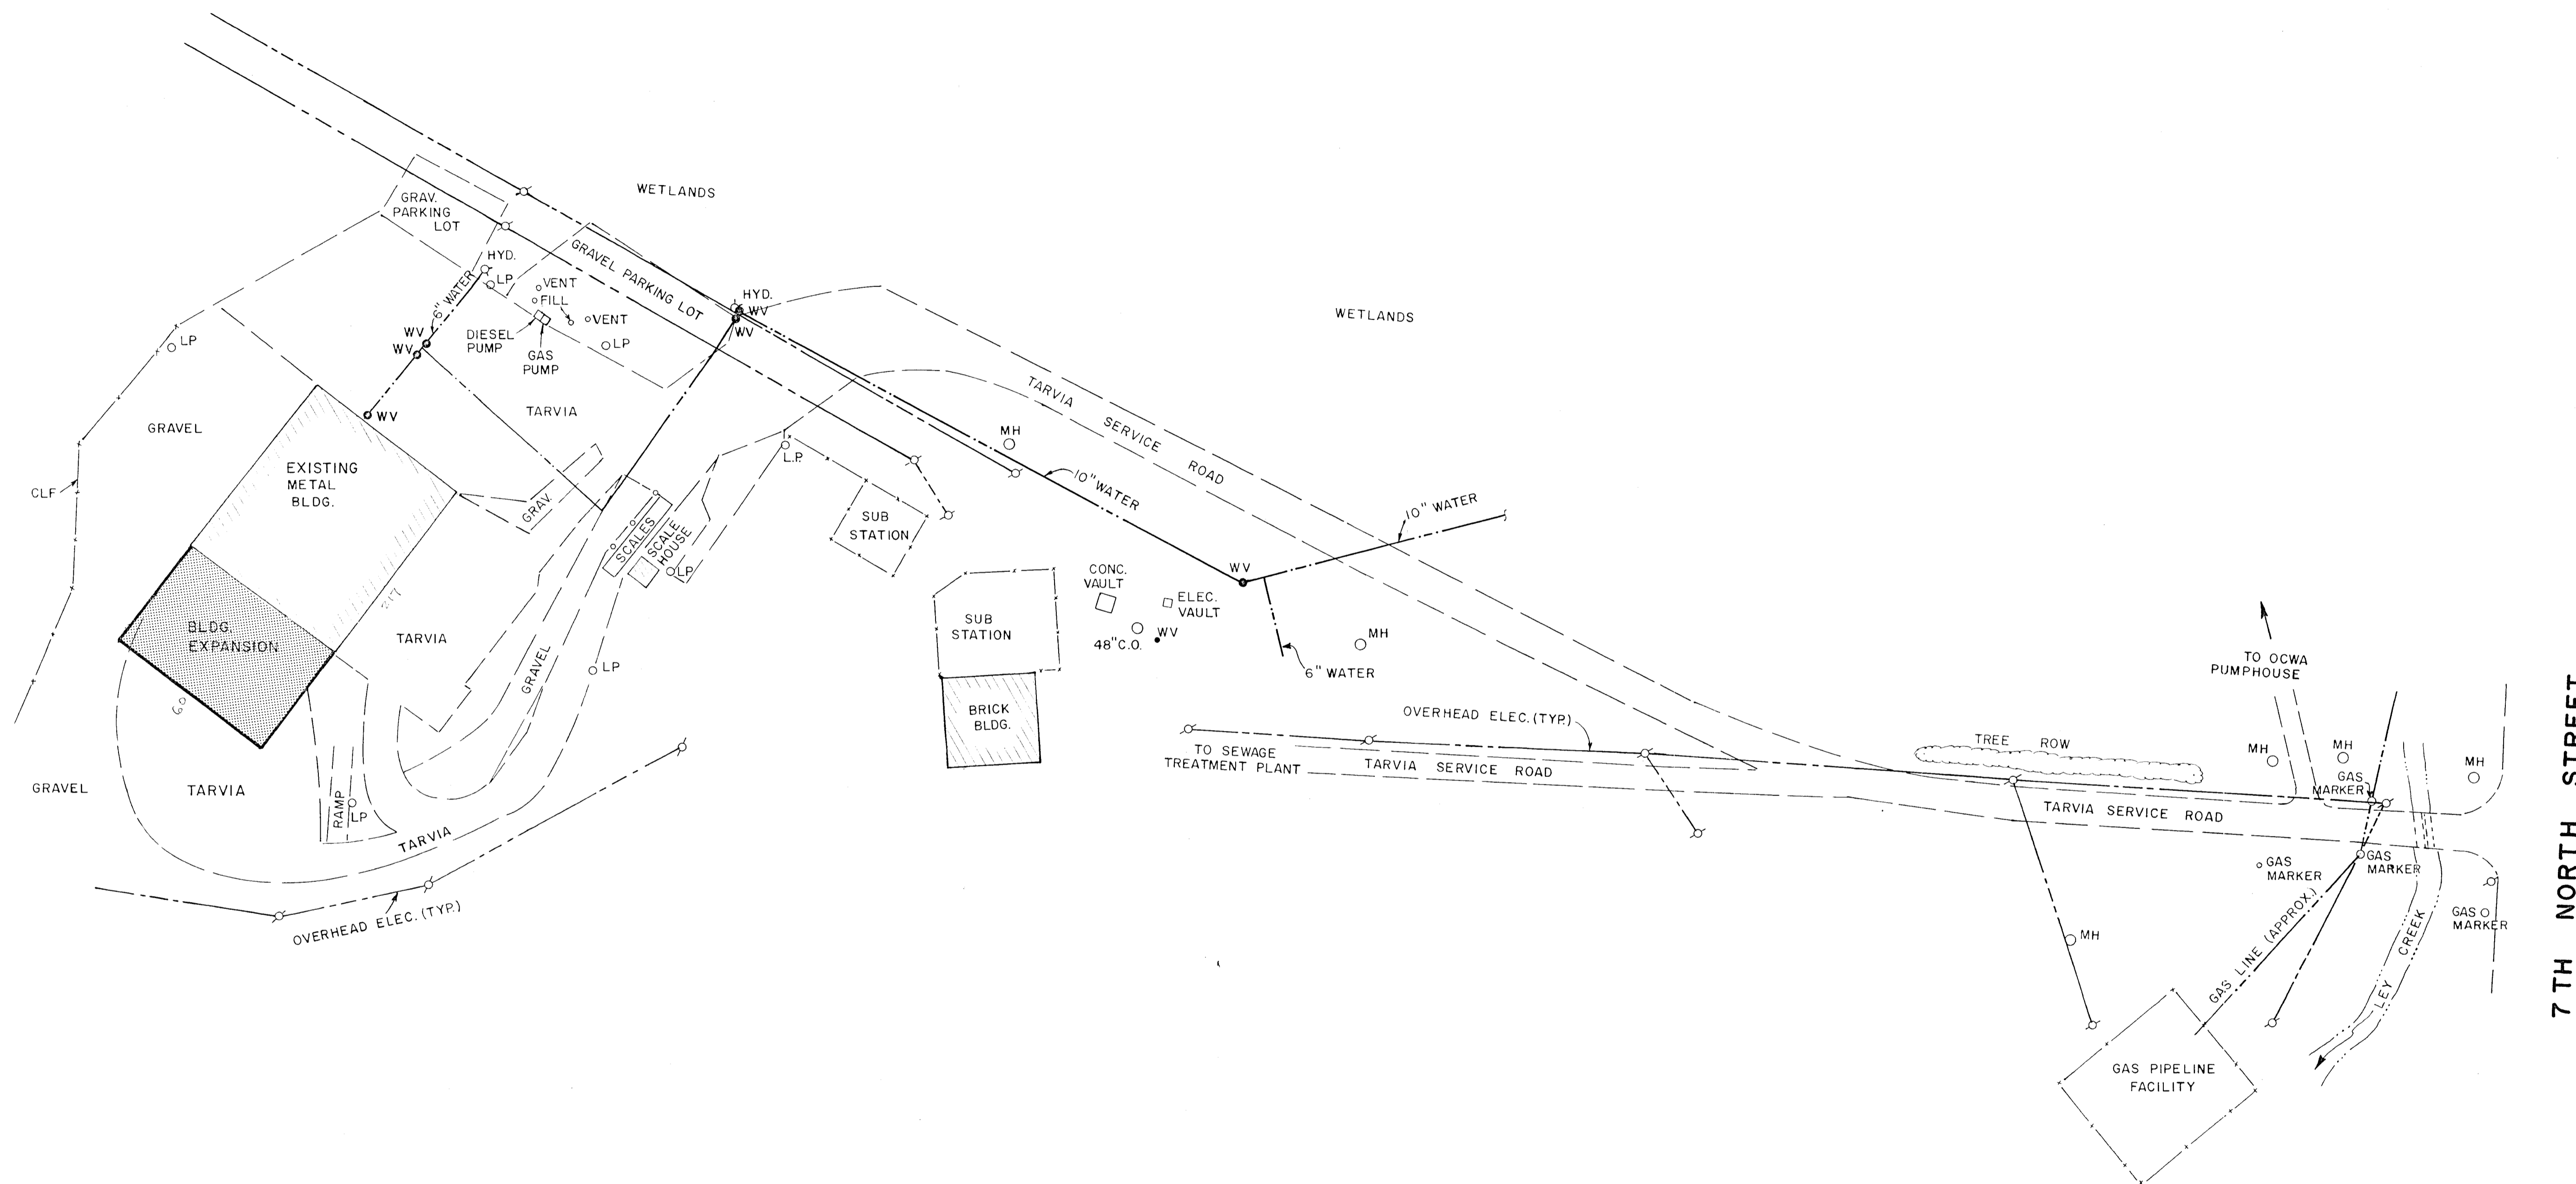 WETLANDS
GRAV.
PARKING
LOT
HYD.
LP
6" WATER
VENT
FILL
VENT
DIESEL
PUMP
GAS
PUMP
LP
GRAVEL PARKING LOT
HYD.
WV
WV
WV
WV
WV
LP
WETLANDS
GRAVEL
TARVIA
TARVIA SERVICE ROAD
MH
L.P.
CLF
EXISTING
METAL
BLDG.
GRAV.
SCALES
SCALE
HOUSE
LP
SUB
STATION
10" WATER
10" WATER
WV
CONC.
VAULT
ELEC.
VAULT
48" C.O.
WV
MH
6" WATER
SUB
STATION
BRICK
BLDG.
217
BLDG.
EXPANSION
60
TARVIA
GRAVEL
LP
GRAVEL
TARVIA
RAMP
LP
TARVIA
OVERHEAD ELEC. (TYP.)
OVERHEAD ELEC. (TYP.)
TO SEWAGE
TREATMENT PLANT
TARVIA SERVICE ROAD
TREE ROW
TO OCWA
PUMPHOUSE
MH
MH
MH
GAS
MARKER
TARVIA SERVICE ROAD
GAS
MARKER
GAS
MARKER
GAS
MARKER
MH
GAS LINE (APPROX.)
LEY CREEK
GAS PIPELINE
FACILITY
7TH NORTH STREET